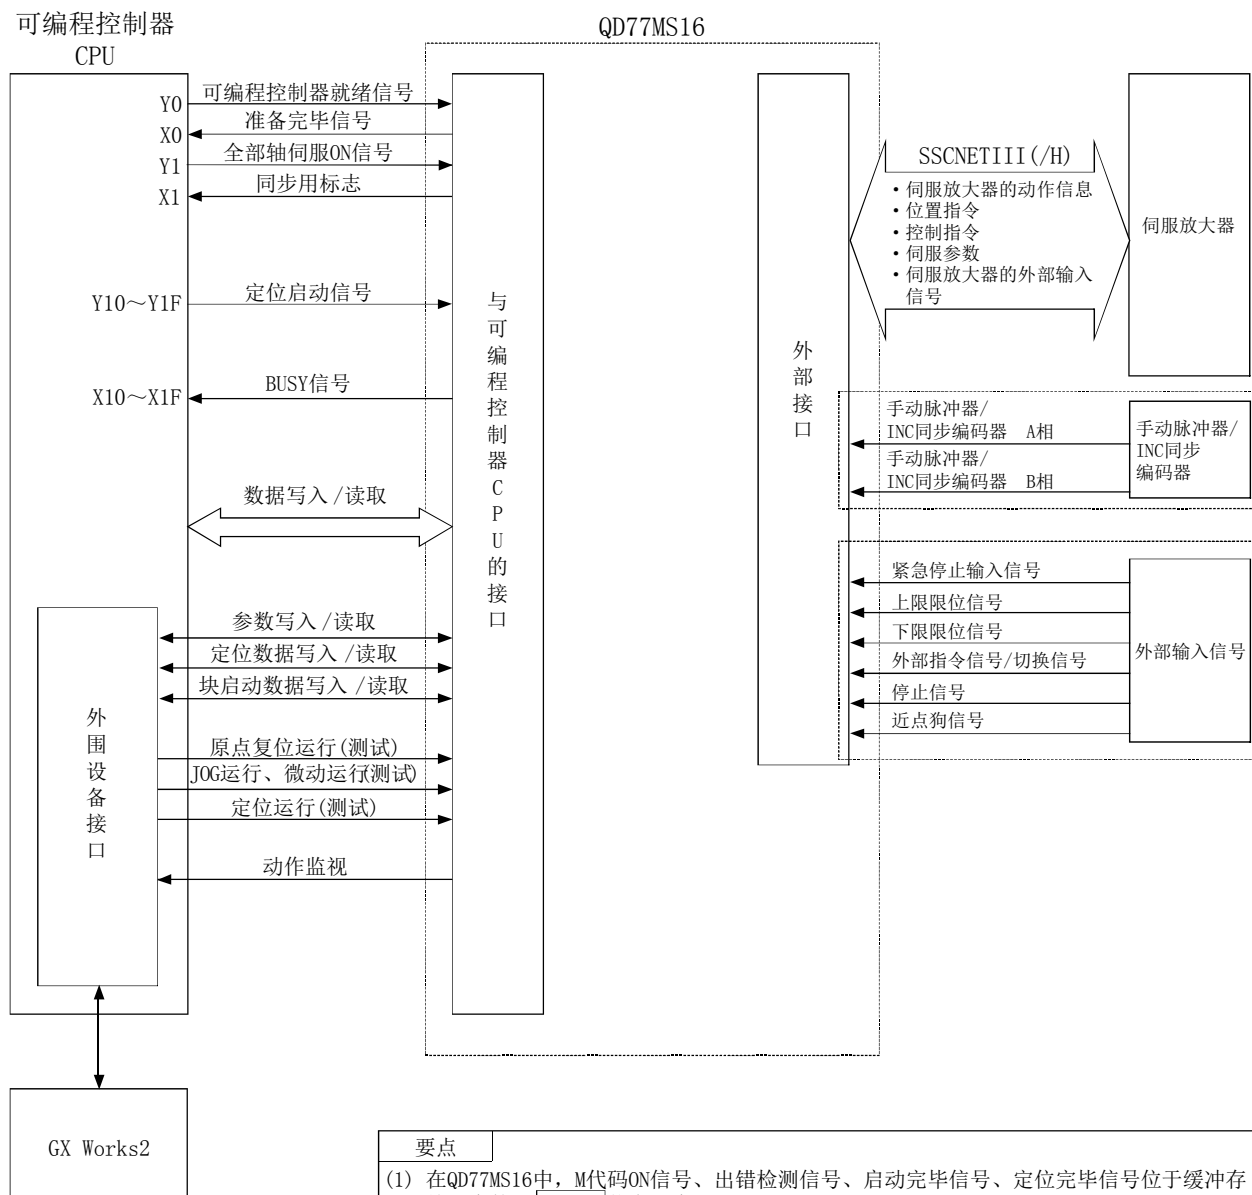 可编程控制器
CPU
QD77MS16
Y0
可编程控制器就绪信号
X0
准备完毕信号
Y1
全部轴伺服ON信号
X1
同步用标志
Y10～Y1F
定位启动信号
X10～X1F
BUSY信号
数据写入/读取
参数写入/读取
定位数据写入/读取
块启动数据写入/读取
原点复位运行(测试)
JOG运行、微动运行(测试)
定位运行(测试)
动作监视
外围设备接口
与可编程控制器CPU的接口
外部接口
SSCNETIII(/H)
・伺服放大器的动作信息
・位置指令
・控制指令
・伺服参数
・伺服放大器的外部输入
信号
伺服放大器
手动脉冲器/
INC同步编码器 A相
手动脉冲器/
INC同步编码器 B相
手动脉冲器/
INC同步
编码器
紧急停止输入信号
上限限位信号
下限限位信号
外部指令信号/切换信号
停止信号
近点狗信号
外部输入信号
GX Works2
要点
(1) 在QD77MS16中，M代码ON信号、出错检测信号、启动完毕信号、定位完毕信号位于缓冲存